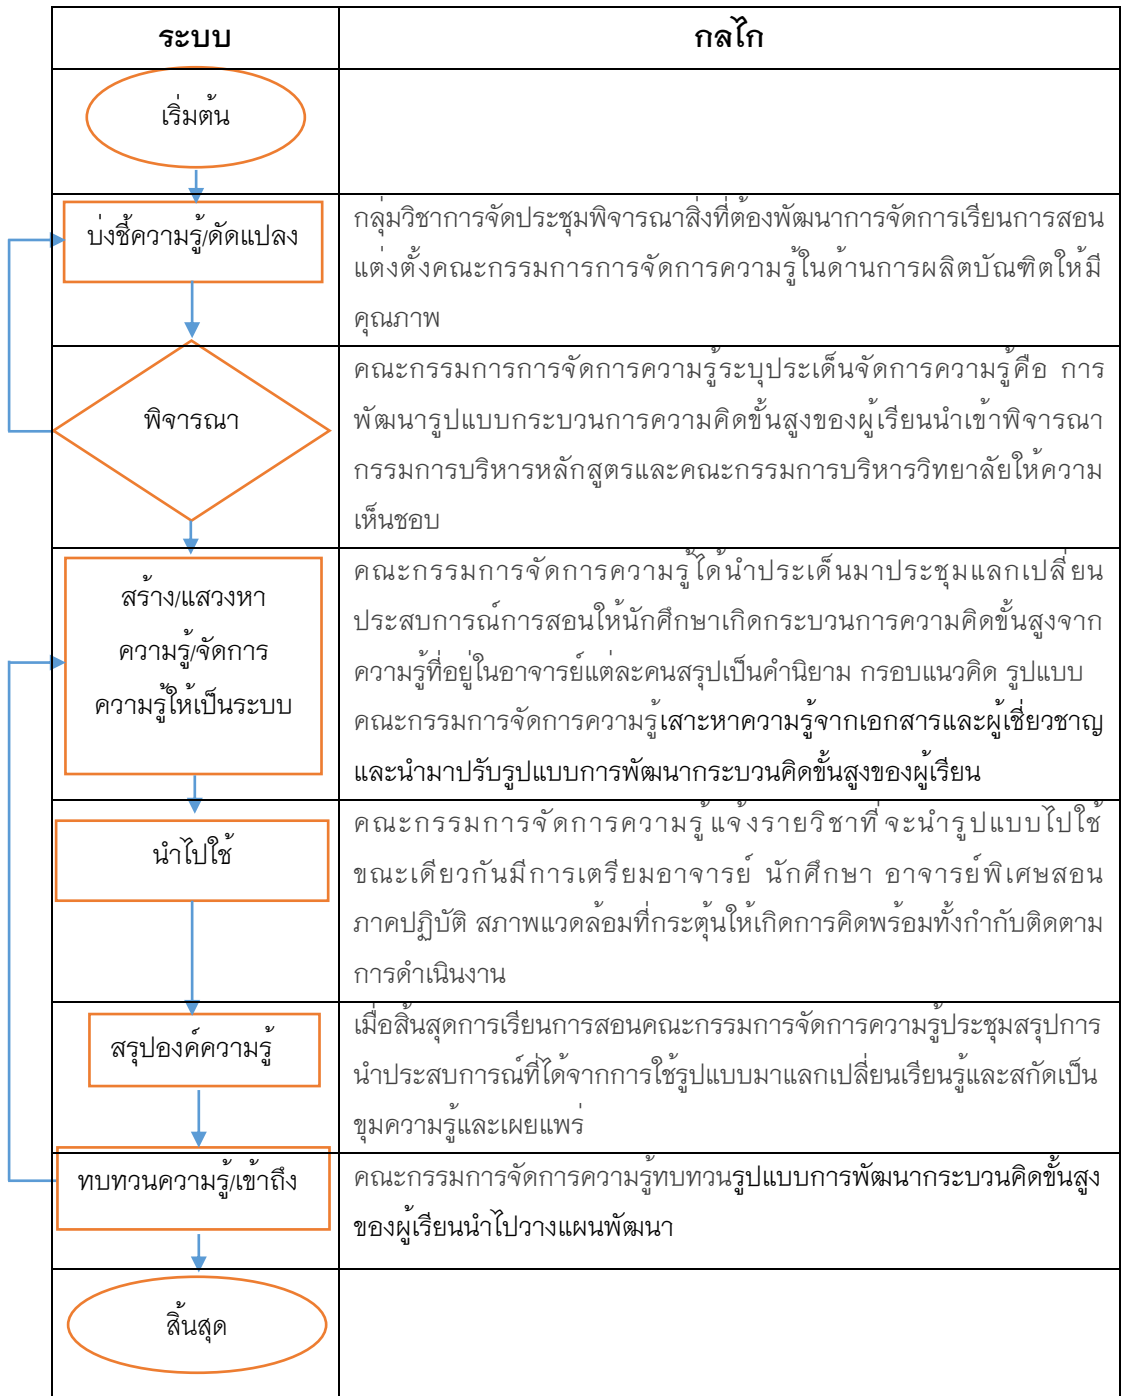 ระบบ
กลไก
เริ่มต้น
บ่งชี้ความรู้/ดัดแปลง
กลุ่มวิชาการจัดประชุมพิจารณาสิ่งที่ต้องพัฒนาการจัดการเรียนการสอน
แต่งตั้งคณะกรรมการการจัดการความรู้ในด้านการผลิตบัณฑิตให้มี
คุณภาพ
พิจารณา
คณะกรรมการการจัดการความรู้ระบุประเด็นจัดการความรู้คือ การ
พัฒนารูปแบบกระบวนการความคิดขั้นสูงของผู้เรียนนำเข้าพิจารณา
กรรมการบริหารหลักสูตรและคณะกรรมการบริหารวิทยาลัยให้ความ
เห็นชอบ
สร้าง/แสวงหา
ความรู้/จัดการ
ความรู้ให้เป็นระบบ
คณะกรรมการจัดการความรู้ได้นำประเด็นมาประชุมแลกเปลี่ยน
ประสบการณ์การสอนให้นักศึกษาเกิดกระบวนการความคิดขั้นสูงจาก
ความรู้ที่อยู่ในอาจารย์แต่ละคนสรุปเป็นคำนิยาม กรอบแนวคิด รูปแบบ
คณะกรรมการจัดการความรู้เสาะหาความรู้จากเอกสารและผู้เชี่ยวชาญ
และนำมาปรับรูปแบบการพัฒนากระบวนคิดขั้นสูงของผู้เรียน
นำไปใช้
คณะกรรมการจัดการความรู้ แจ้งรายวิชาที่จะนำรูปแบบไปใช้
ขณะเดียวกันมีการเตรียมอาจารย์ นักศึกษา อาจารย์พิเศษสอน
ภาคปฏิบัติ สภาพแวดล้อมที่กระตุ้นให้เกิดการคิดพร้อมทั้งกำกับติดตาม
การดำเนินงาน
สรุปองค์ความรู้
เมื่อสิ้นสุดการเรียนการสอนคณะกรรมการจัดการความรู้ประชุมสรุปการ
นำประสบการณ์ที่ได้จากการใช้รูปแบบมาแลกเปลี่ยนเรียนรู้และสกัดเป็น
ขุมความรู้และเผยแพร่
ทบทวนความรู้/เข้าถึง
คณะกรรมการจัดการความรู้ทบทวนรูปแบบการพัฒนากระบวนคิดขั้นสูง
ของผู้เรียนนำไปวางแผนพัฒนา
สิ้นสุด